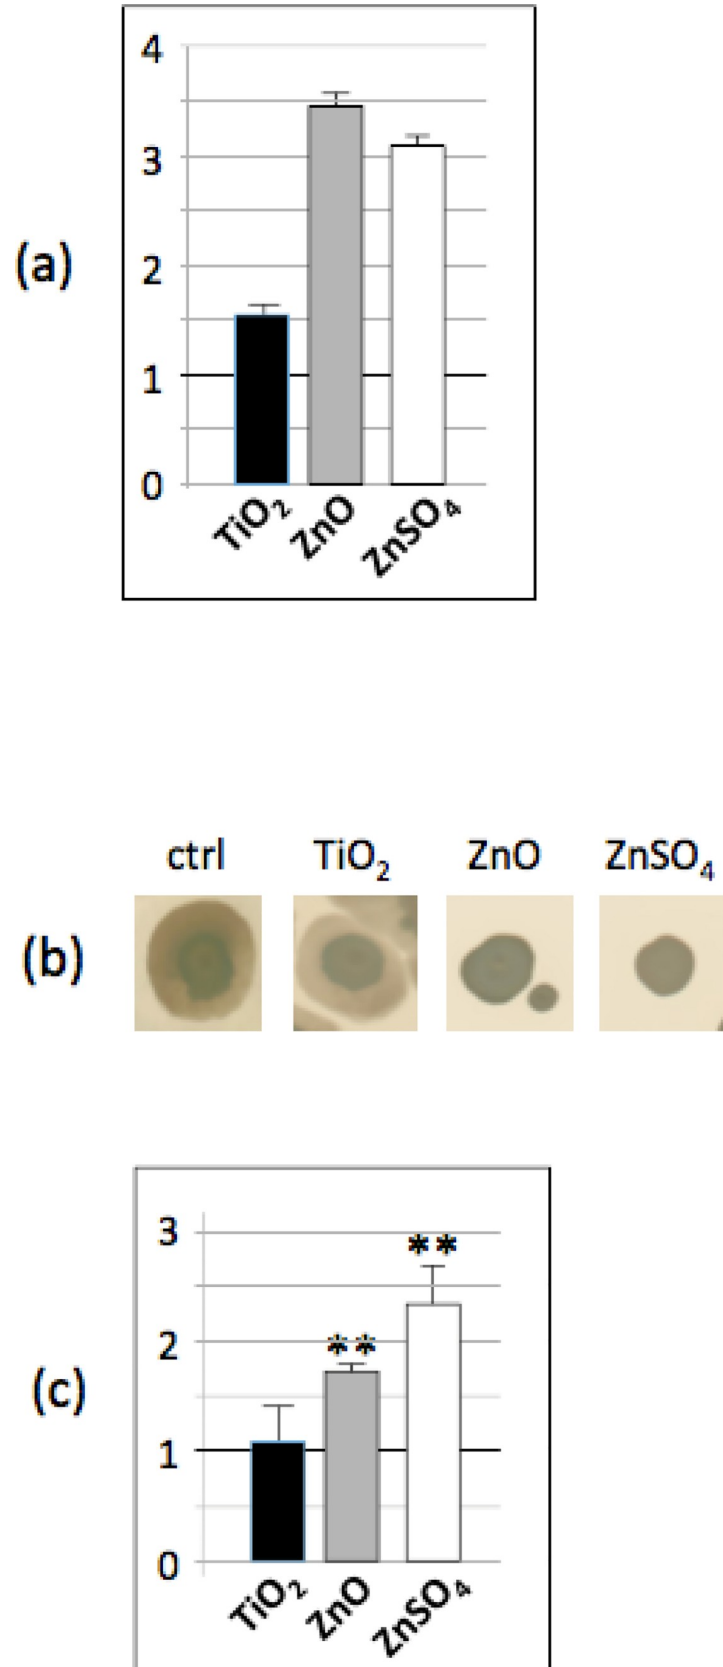 (a)
4
3
2
1
0
TiO₂ ZnO ZnSO₄
(b)
ctrl TiO₂ ZnO ZnSO₄
(c)
3
2
1
0
**
**
TiO₂ ZnO ZnSO₄